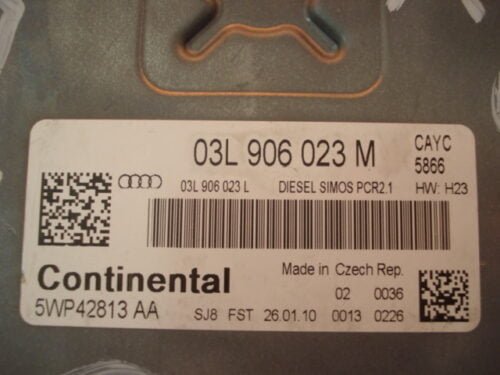 03L 906 023 M
CAYC
5866
03L 906 023 L DIESEL SIMOS PCR2.1 HW: H23
Continental
Made in Czech Rep.
02 0036
5WP42813 AA SJ8 FST 26.01.10 0013 0226